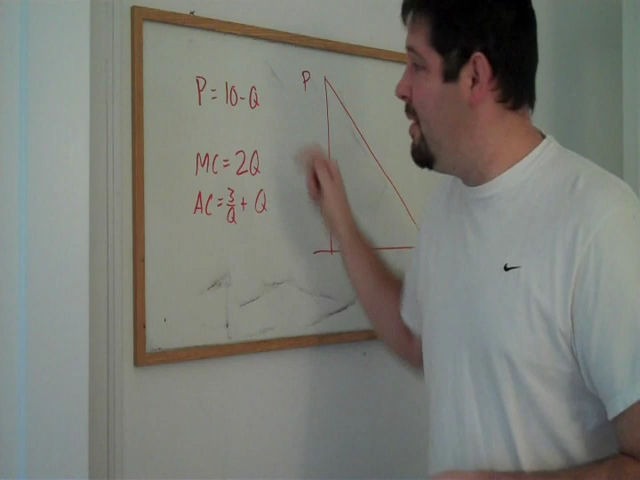 P = 10 - Q
P
MC = 2Q
AC = 3/Q + Q